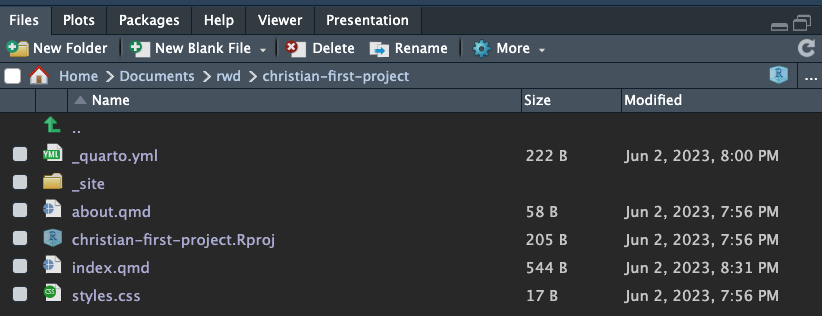 Files Plots Packages Help Viewer Presentation
New Folder New Blank File Delete Rename More
Home Documents rwd christian-first-project ...
Name Size Modified
..
YML _quarto.yml 222 B Jun 2, 2023, 8:00 PM
_site
about.qmd 58 B Jun 2, 2023, 7:56 PM
R christian-first-project.Rproj 205 B Jun 2, 2023, 7:56 PM
index.qmd 544 B Jun 2, 2023, 8:31 PM
CSS styles.css 17 B Jun 2, 2023, 7:56 PM